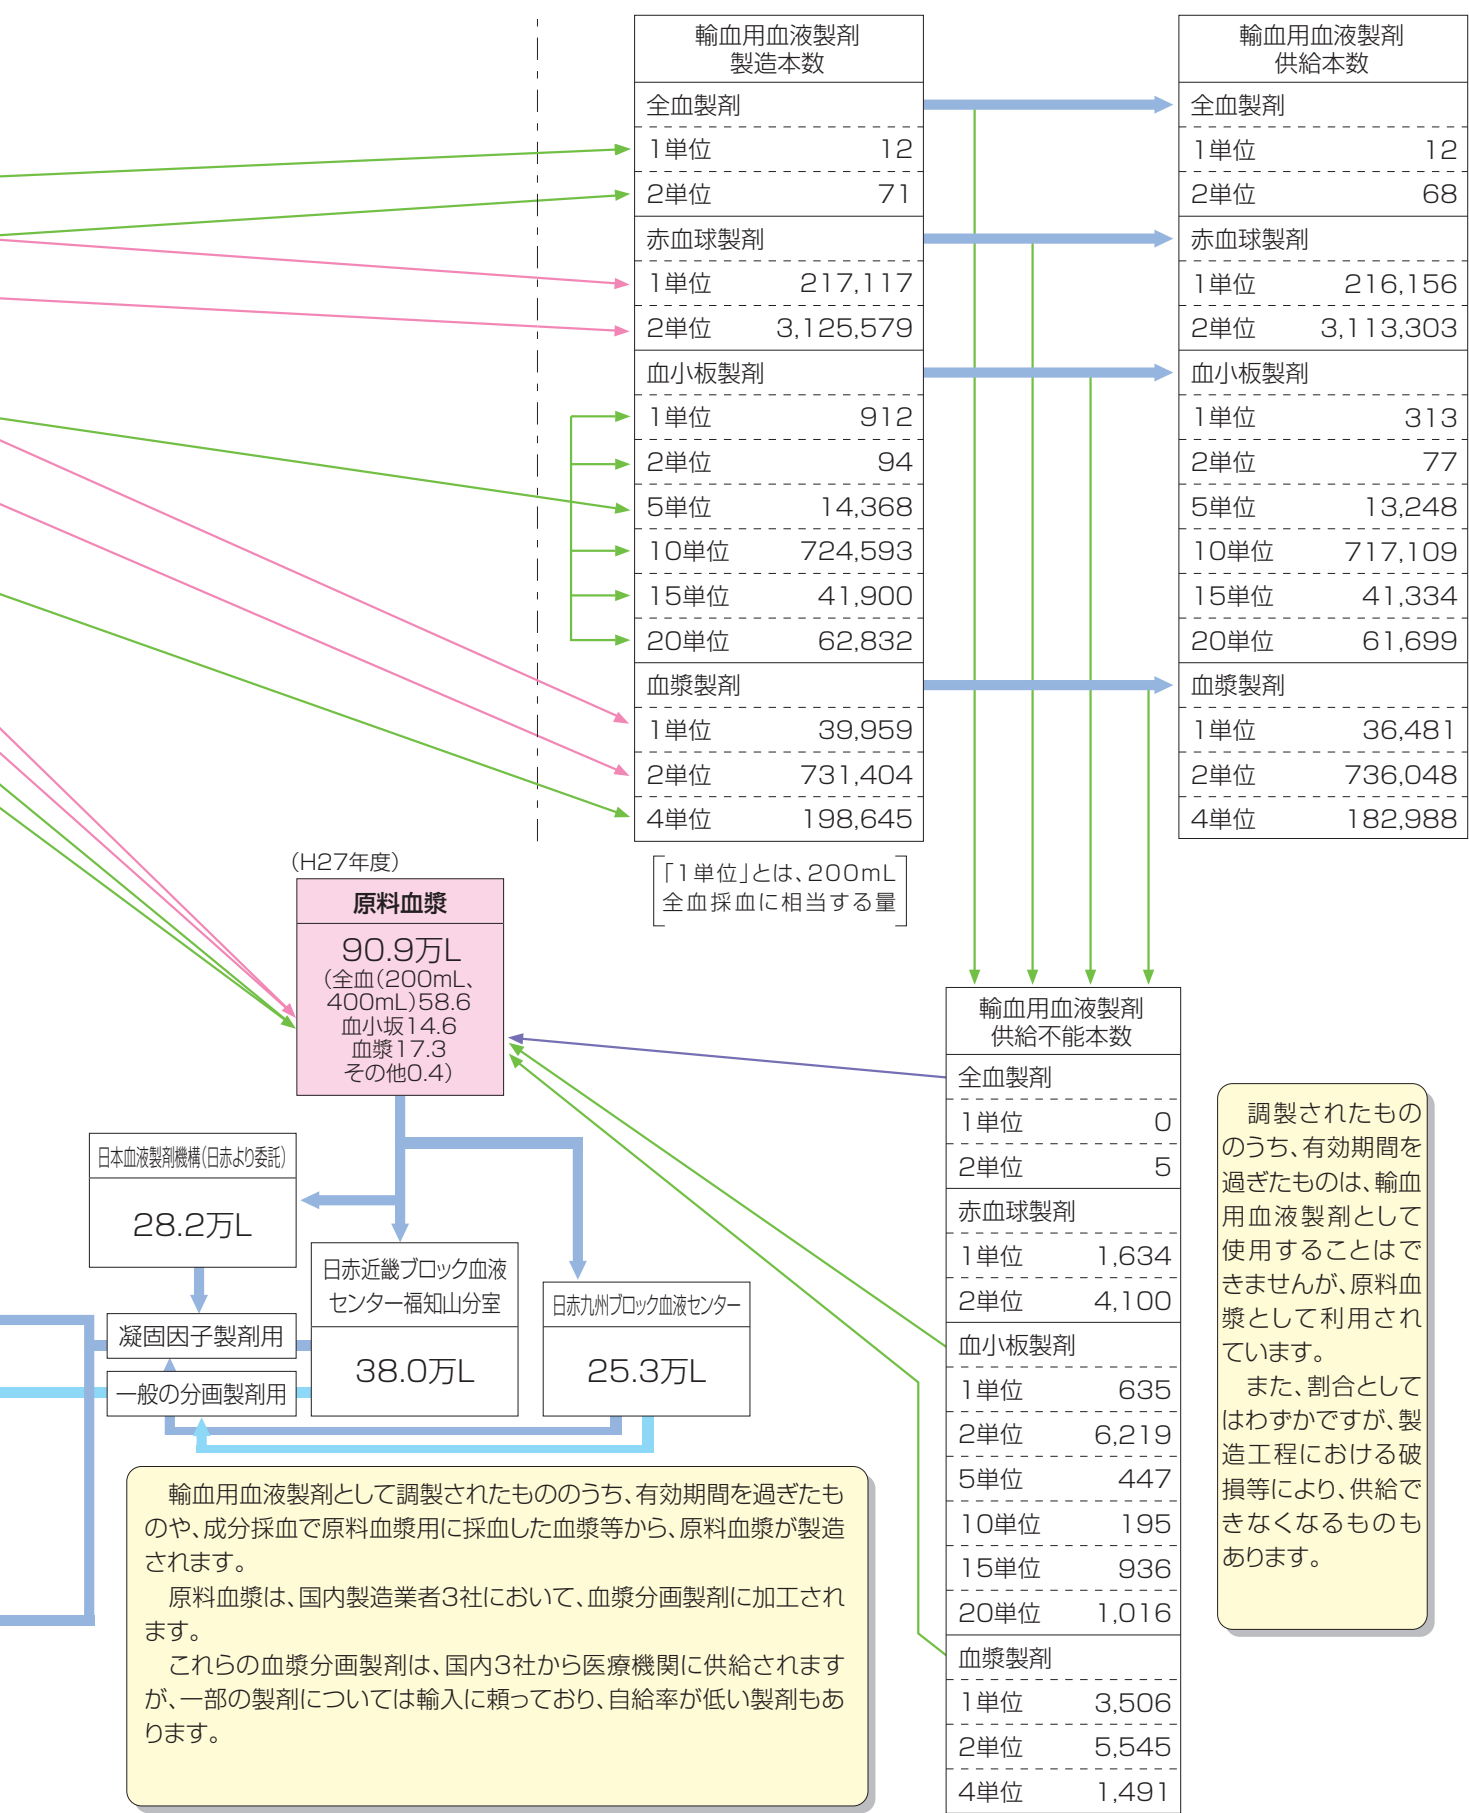 輸血用血液製剤
製造本数
全血製剤
1単位 12
2単位 71
赤血球製剤
1単位 217,117
2単位 3,125,579
血小板製剤
1単位 912
2単位 94
5単位 14,368
10単位 724,593
15単位 41,900
20単位 62,832
血漿製剤
1単位 39,959
2単位 731,404
4単位 198,645
「1単位」とは、200mL
全血採血に相当する量
輸血用血液製剤
供給本数
全血製剤
1単位 12
2単位 68
赤血球製剤
1単位 216,156
2単位 3,113,303
血小板製剤
1単位 313
2単位 77
5単位 13,248
10単位 717,109
15単位 41,334
20単位 61,699
血漿製剤
1単位 36,481
2単位 736,048
4単位 182,988
(H27年度)
原料血漿
90.9万L
(全血(200mL、
400mL)58.6
血小坂14.6
血漿17.3
その他0.4)
日本血液製剤機構(日赤より委託)
28.2万L
日赤近畿ブロック血液
センター福知山分室
38.0万L
日赤九州ブロック血液センター
25.3万L
凝固因子製剤用
一般の分画製剤用
輸血用血液製剤
供給不能本数
全血製剤
1単位 0
2単位 5
赤血球製剤
1単位 1,634
2単位 4,100
血小板製剤
1単位 635
2単位 6,219
5単位 447
10単位 195
15単位 936
20単位 1,016
血漿製剤
1単位 3,506
2単位 5,545
4単位 1,491
調製されたもの
のうち、有効期間を
過ぎたものは、輸血
用血液製剤として
使用することはで
きませんが、原料血
漿として利用され
ています。
また、割合として
はわずかですが、製
造工程における破
損等により、供給で
きなくなるものも
あります。
輸血用血液製剤として調製されたもののうち、有効期間を過ぎたも
のや、成分採血で原料血漿用に採血した血漿等から、原料血漿が製造
されます。
原料血漿は、国内製造業者3社において、血漿分画製剤に加工され
ます。
これらの血漿分画製剤は、国内3社から医療機関に供給されます
が、一部の製剤については輸入に頼っており、自給率が低い製剤もあ
ります。